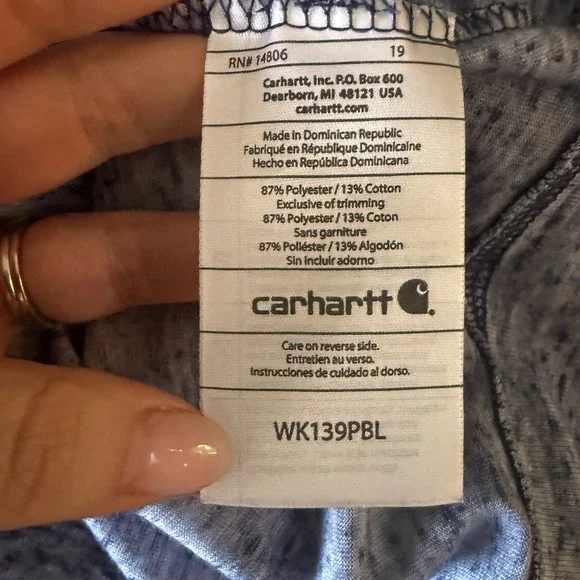 RN# 14806 19
Carhartt, Inc. P.O. Box 600
Dearborn, MI 48121 USA
carhartt.com
Made in Dominican Republic
Fabriqué en République Dominicaine
Hecho en República Dominicana
87% Polyester / 13% Cotton
Exclusive of trimming
87% Polyester / 13% Coton
Sans garniture
87% Poliéster / 13% Algodón
Sin incluir adorno
carhartt
Care on reverse side.
Entretien au verso.
Instrucciones de cuidado al dorso.
WK139PBL